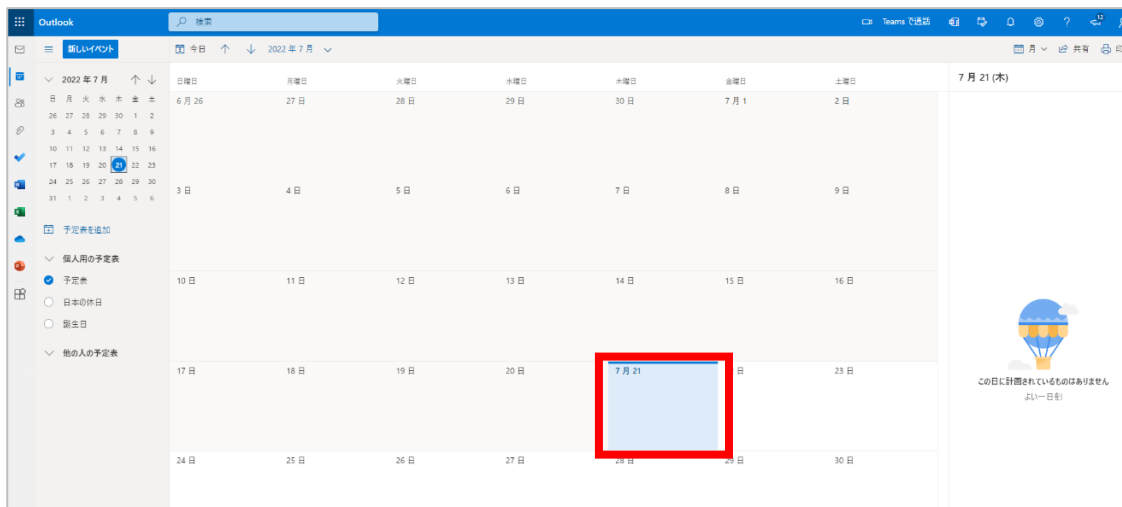 Outlook
検索
Teams で通話
12
新しいイベント
今日 2022 年 7 月
月 共有
2022 年 7 月
日 月 火 水 木 金 土
26 27 28 29 30 1 2
3 4 5 6 7 8 9
10 11 12 13 14 15 16
17 18 19 20 21 22 23
24 25 26 27 28 29 30
31 1 2 3 4 5 6
予定表を追加
個人用の予定表
予定表
日本の休日
誕生日
他の人の予定表
日曜日 月曜日 火曜日 水曜日 木曜日 金曜日 土曜日
6 月 26 27 日 28 日 29 日 30 日 7 月 1 2 日
3 日 4 日 5 日 6 日 7 日 8 日 9 日
10 日 11 日 12 日 13 日 14 日 15 日 16 日
17 日 18 日 19 日 20 日 7 月 21 日 23 日
24 日 25 日 26 日 27 日 28 日 29 日 30 日
7 月 21 (木)
この日に計画されているものはありません
よい一日を!